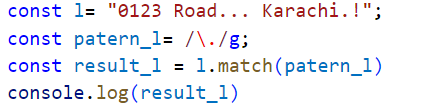 const l= "0123 Road... Karachi.!";
const patern_l= /\./g;
const result_l = l.match(patern_l)
console.log(result_l)